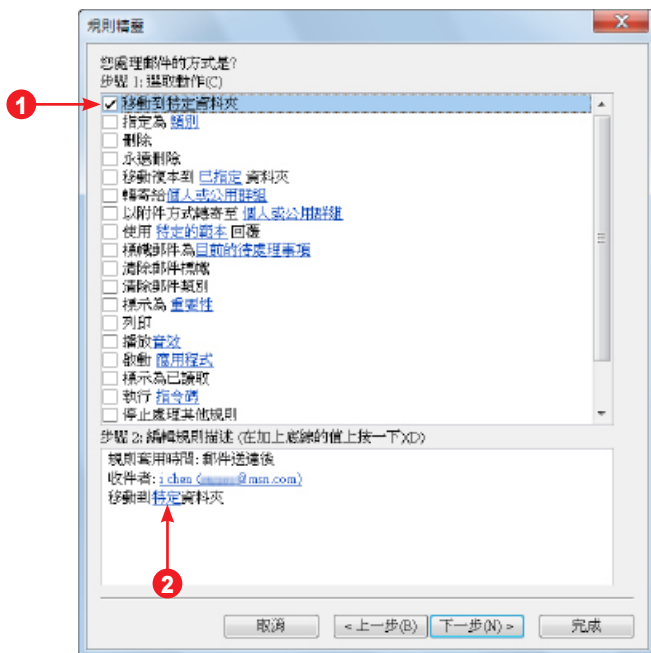 規則精靈
您處理郵件的方式是?
步驟 1: 選取動作(C)
1
移動到特定資料夾
指定為 類別
刪除
永遠刪除
移動複本到 已指定 資料夾
轉寄給個人或公用群組
以附件方式轉寄至 個人或公用群組
使用 特定的範本 回覆
標幟郵件為目前的待處理事項
清除郵件標幟
清除郵件類別
標示為 重要性
列印
播放音效
啟動 應用程式
標示為已讀取
執行 指令碼
停止處理其他規則
步驟 2: 編輯規則描述 (在加上底線的值上按一下)(D)
規則套用時間: 郵件送達後
收件者: i chen ( @msn.com)
移動到特定資料夾
2
取消
< 上一步(B)
下一步(N) >
完成